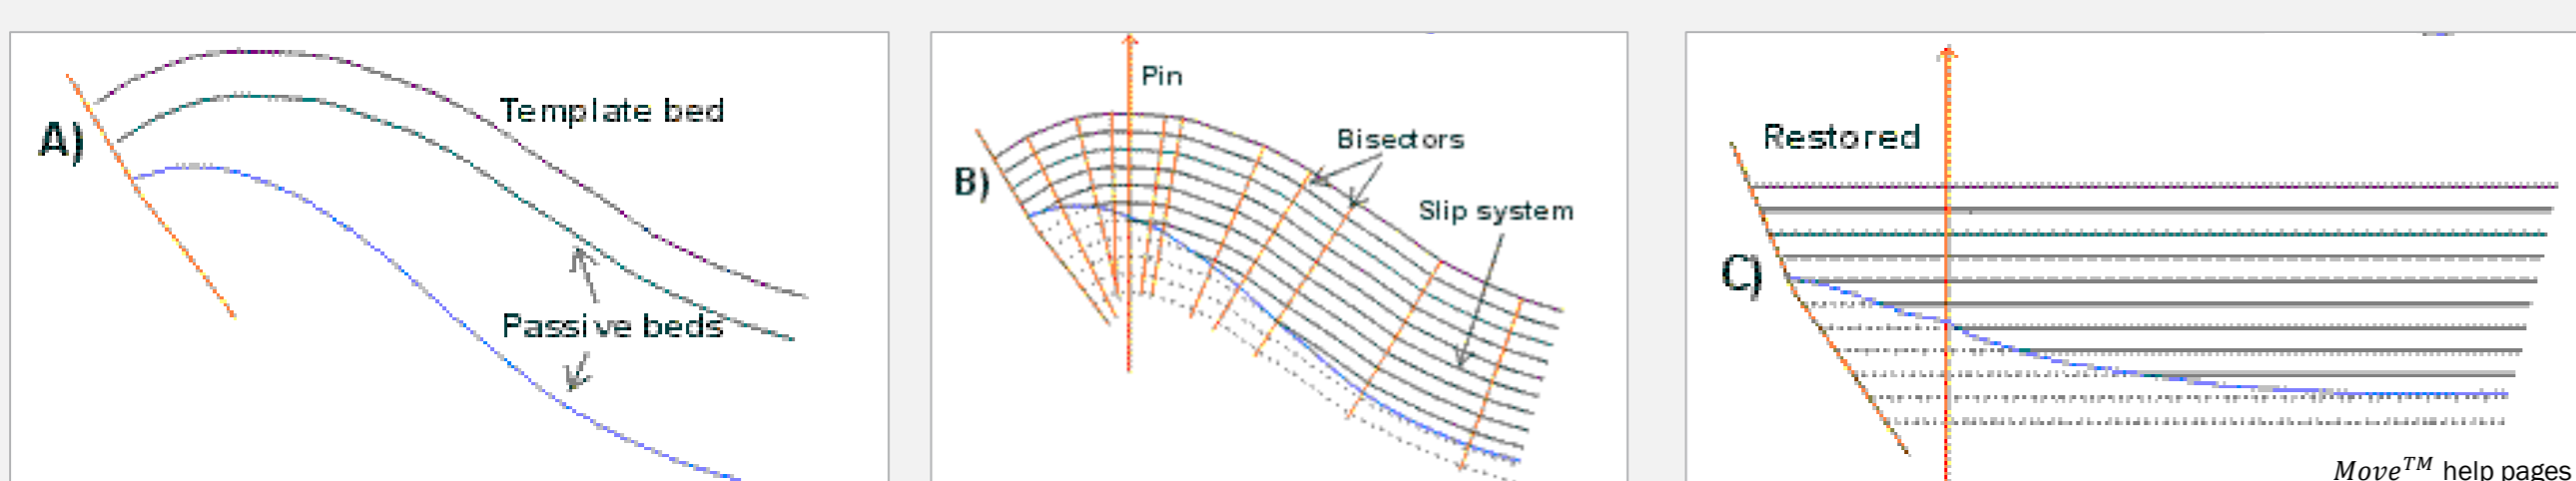 A)
Template bed
Passive beds
B)
Pin
Bisectors
Slip system
C)
Restored
Move™ help pages